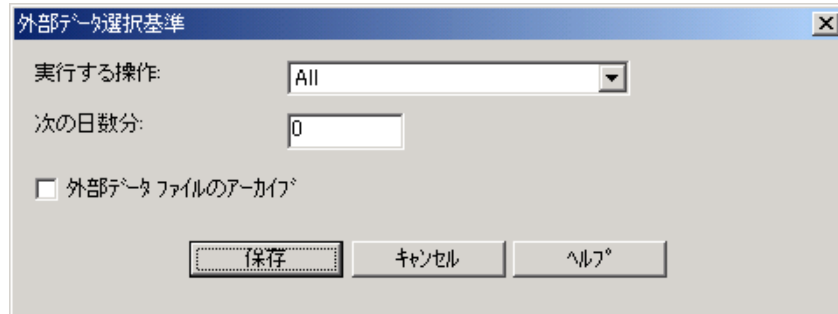 外部ﾃﾞｰﾀ選択基準
実行する操作:
All
次の日数分:
0
外部ﾃﾞｰﾀ ﾌｧｲﾙのｱｰｶｲﾌﾞ
保存
ｷｬﾝｾﾙ
ﾍﾙﾌﾟ